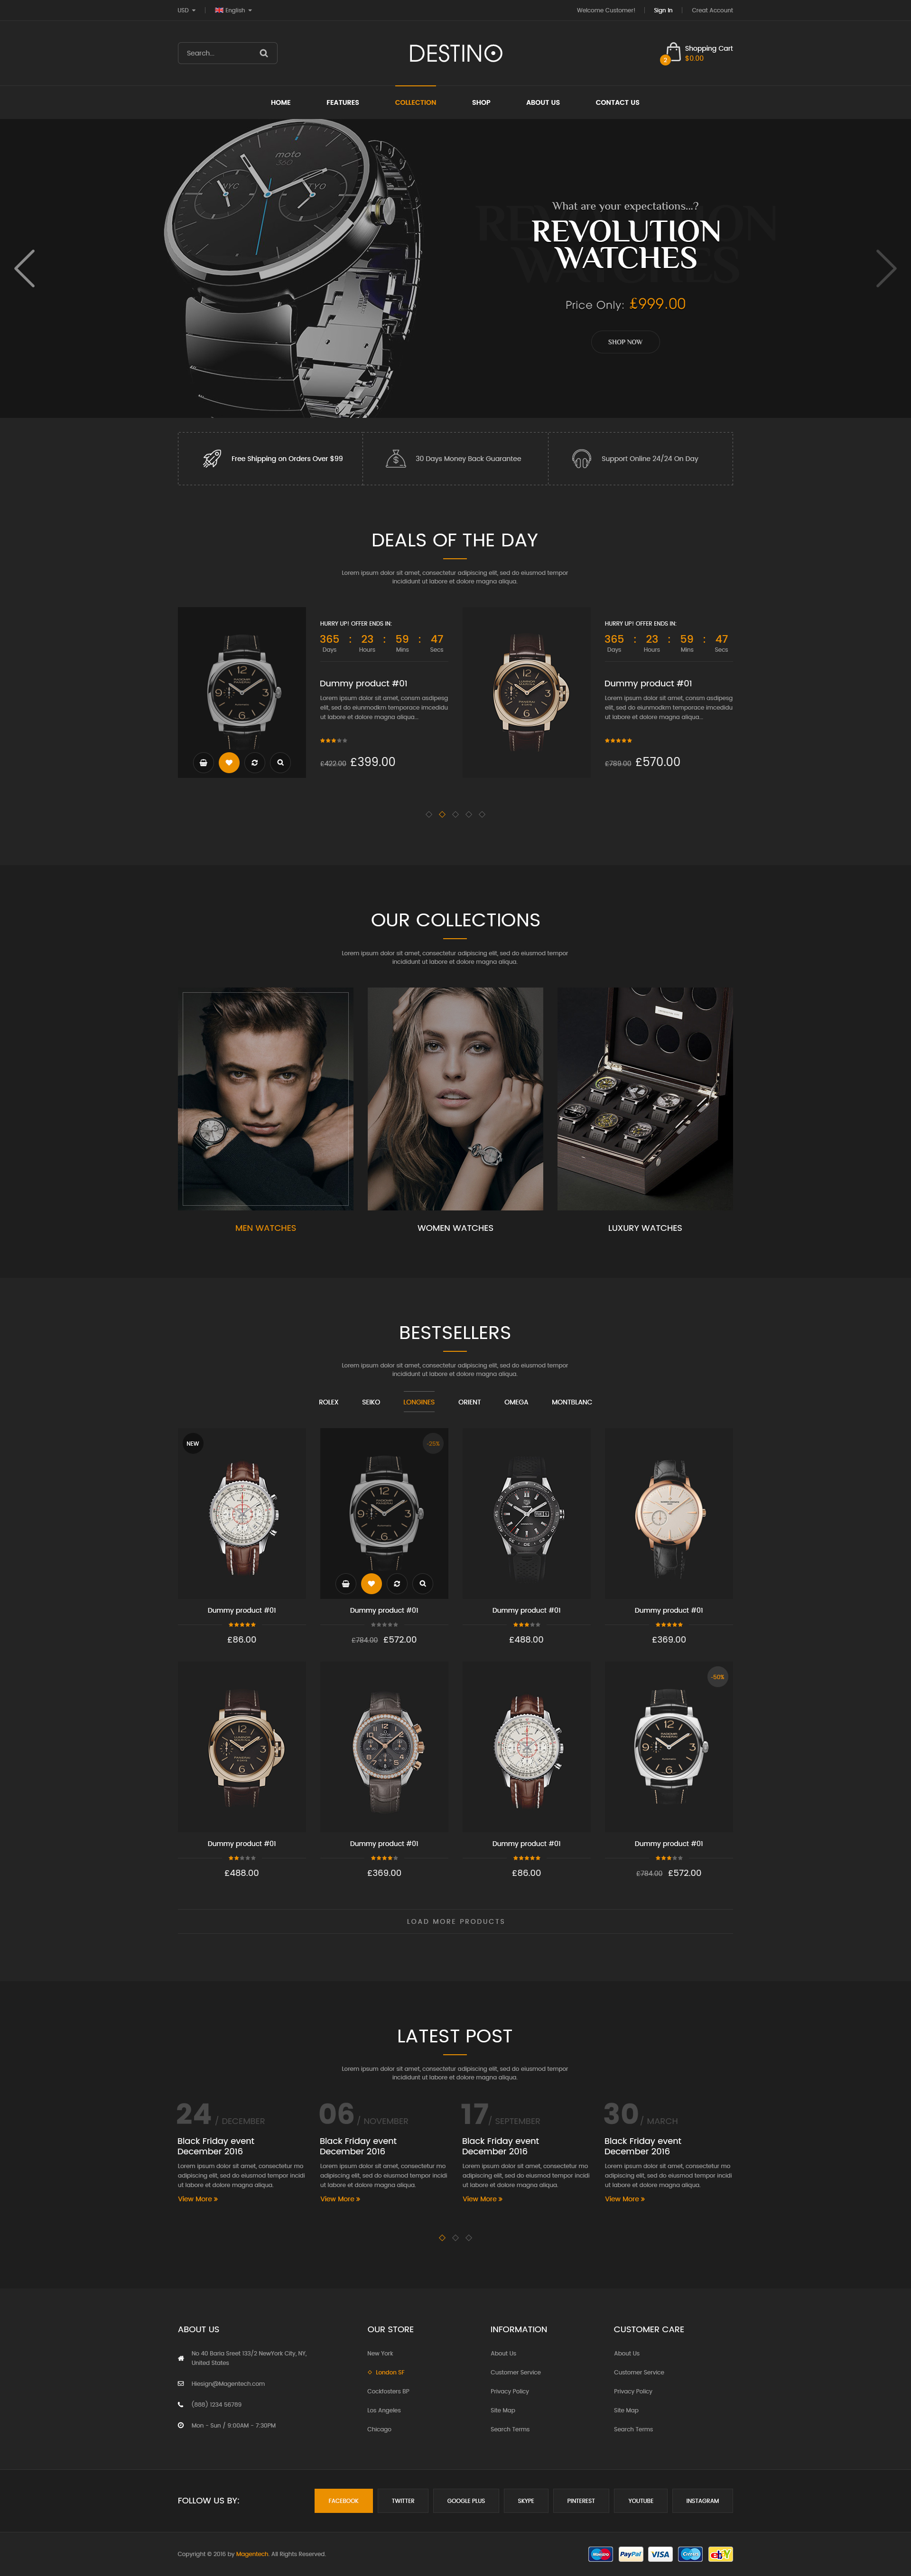 USD
English
Welcome Customer!
Sign In
Creat Account
Search...
DESTINO
2
Shopping Cart
$0.00
HOME
FEATURES
COLLECTION
SHOP
ABOUT US
CONTACT US
moto
360
NYC
TYO
What are your expectations...?
REVOLUTION
WATCHES
Price Only: £999.00
SHOP NOW
Free Shipping on Orders Over $99
30 Days Money Back Guarantee
Support Online 24/24 On Day
DEALS OF THE DAY
Lorem ipsum dolor sit amet, consectetur adipiscing elit, sed do eiusmod tempor
incididunt ut labore et dolore magna aliqua.
HURRY UP! OFFER ENDS IN:
365 : 23 : 59 : 47
Days Hours Mins Secs
Dummy product #01
Lorem ipsum dolor sit amet, consm asdipesg
elit, sed do eiunmodkm temporace imcedidu
ut labore et dolore magna aliqua...
£422.00 £399.00
HURRY UP! OFFER ENDS IN:
365 : 23 : 59 : 47
Days Hours Mins Secs
Dummy product #01
Lorem ipsum dolor sit amet, consm asdipesg
elit, sed do eiunmodkm temporace imcedidu
ut labore et dolore magna aliqua...
£789.00 £570.00
OUR COLLECTIONS
Lorem ipsum dolor sit amet, consectetur adipiscing elit, sed do eiusmod tempor
incididunt ut labore et dolore magna aliqua.
MEN WATCHES
WOMEN WATCHES
LUXURY WATCHES
BESTSELLERS
Lorem ipsum dolor sit amet, consectetur adipiscing elit, sed do eiusmod tempor
incididunt ut labore et dolore magna aliqua.
ROLEX
SEIKO
LONGINES
ORIENT
OMEGA
MONTBLANC
NEW
-25%
Dummy product #01
£86.00
Dummy product #01
£784.00 £572.00
Dummy product #01
£488.00
Dummy product #01
£369.00
-50%
Dummy product #01
£488.00
Dummy product #01
£369.00
Dummy product #01
£86.00
Dummy product #01
£784.00 £572.00
LOAD MORE PRODUCTS
LATEST POST
Lorem ipsum dolor sit amet, consectetur adipiscing elit, sed do eiusmod tempor
incididunt ut labore et dolore magna aliqua.
24 / DECEMBER
Black Friday event
December 2016
Lorem ipsum dolor sit amet, consectetur mo
adipiscing elit, sed do eiusmod tempor incidi
ut labore et dolore magna aliqua.
View More »
06 / NOVEMBER
Black Friday event
December 2016
Lorem ipsum dolor sit amet, consectetur mo
adipiscing elit, sed do eiusmod tempor incidi
ut labore et dolore magna aliqua.
View More »
17 / SEPTEMBER
Black Friday event
December 2016
Lorem ipsum dolor sit amet, consectetur mo
adipiscing elit, sed do eiusmod tempor incidi
ut labore et dolore magna aliqua.
View More »
30 / MARCH
Black Friday event
December 2016
Lorem ipsum dolor sit amet, consectetur mo
adipiscing elit, sed do eiusmod tempor incidi
ut labore et dolore magna aliqua.
View More »
ABOUT US
No 40 Baria Sreet 133/2 NewYork City, NY,
United States
Hiesign@Magentech.com
(888) 1234 56789
Mon - Sun / 9:00AM - 7:30PM
OUR STORE
New York
London SF
Cockfosters BP
Los Angeles
Chicago
INFORMATION
About Us
Customer Service
Privacy Policy
Site Map
Search Terms
CUSTOMER CARE
About Us
Customer Service
Privacy Policy
Site Map
Search Terms
FOLLOW US BY:
FACEBOOK
TWITTER
GOOGLE PLUS
SKYPE
PINTEREST
YOUTUBE
INSTAGRAM
Copyright © 2016 by Magentech. All Rights Reserved.
Maestro
PayPal
VISA
Cirrus
ebY